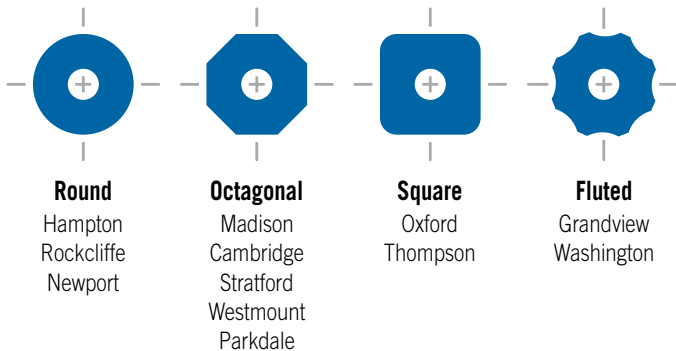 Round
Hampton
Rockcliffe
Newport
Octagonal
Madison
Cambridge
Stratford
Westmount
Parkdale
Square
Oxford
Thompson
Fluted
Grandview
Washington